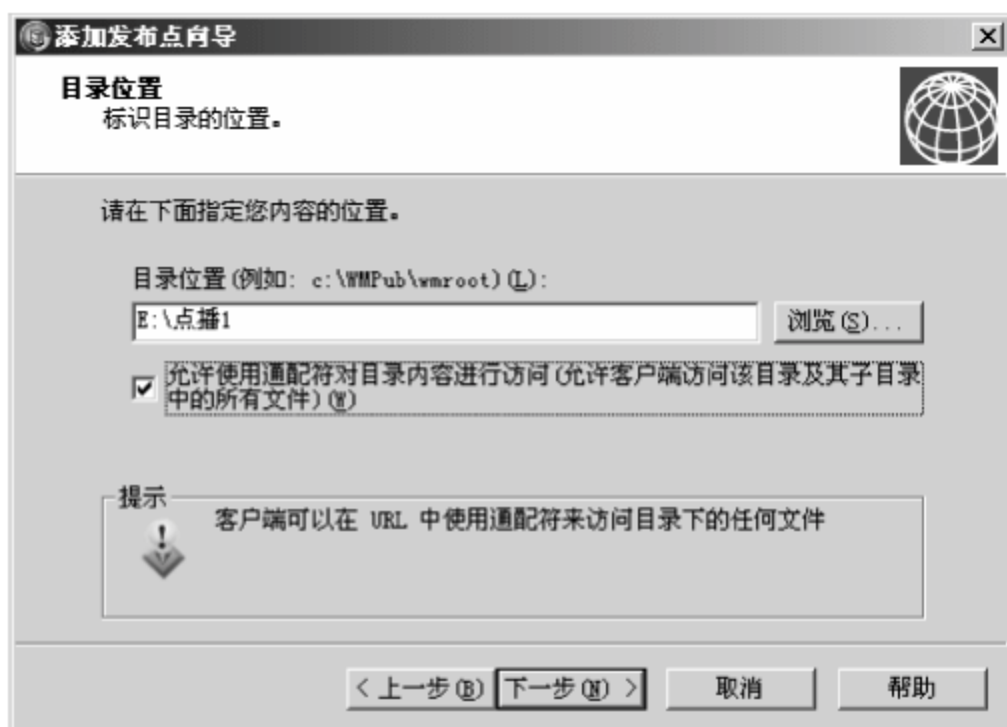 添加发布点向导
目录位置
标识目录的位置。
请在下面指定您内容的位置。
目录位置(例如: c:\WMPub\wmroot)(L):
E:\点播1
浏览(S)...
允许使用通配符对目录内容进行访问(允许客户端访问该目录及其子目录
中的所有文件)(W)
提示
客户端可以在 URL 中使用通配符来访问目录下的任何文件
< 上一步(B)
下一步(N) >
取消
帮助